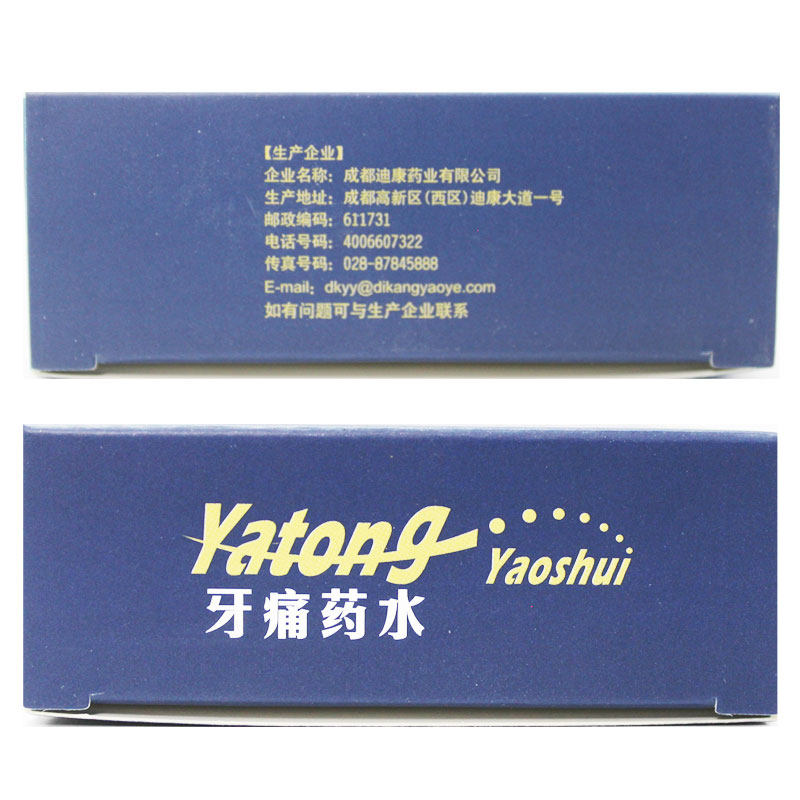 【生产企业】
企业名称：成都迪康药业有限公司
生产地址：成都高新区(西区)迪康大道一号
邮政编码：611731
电话号码：4006607322
传真号码：028-87845888
E-mail：dkyy@dikangyaoye.com
如有问题可与生产企业联系
Yatong Yaoshui
牙痛药水